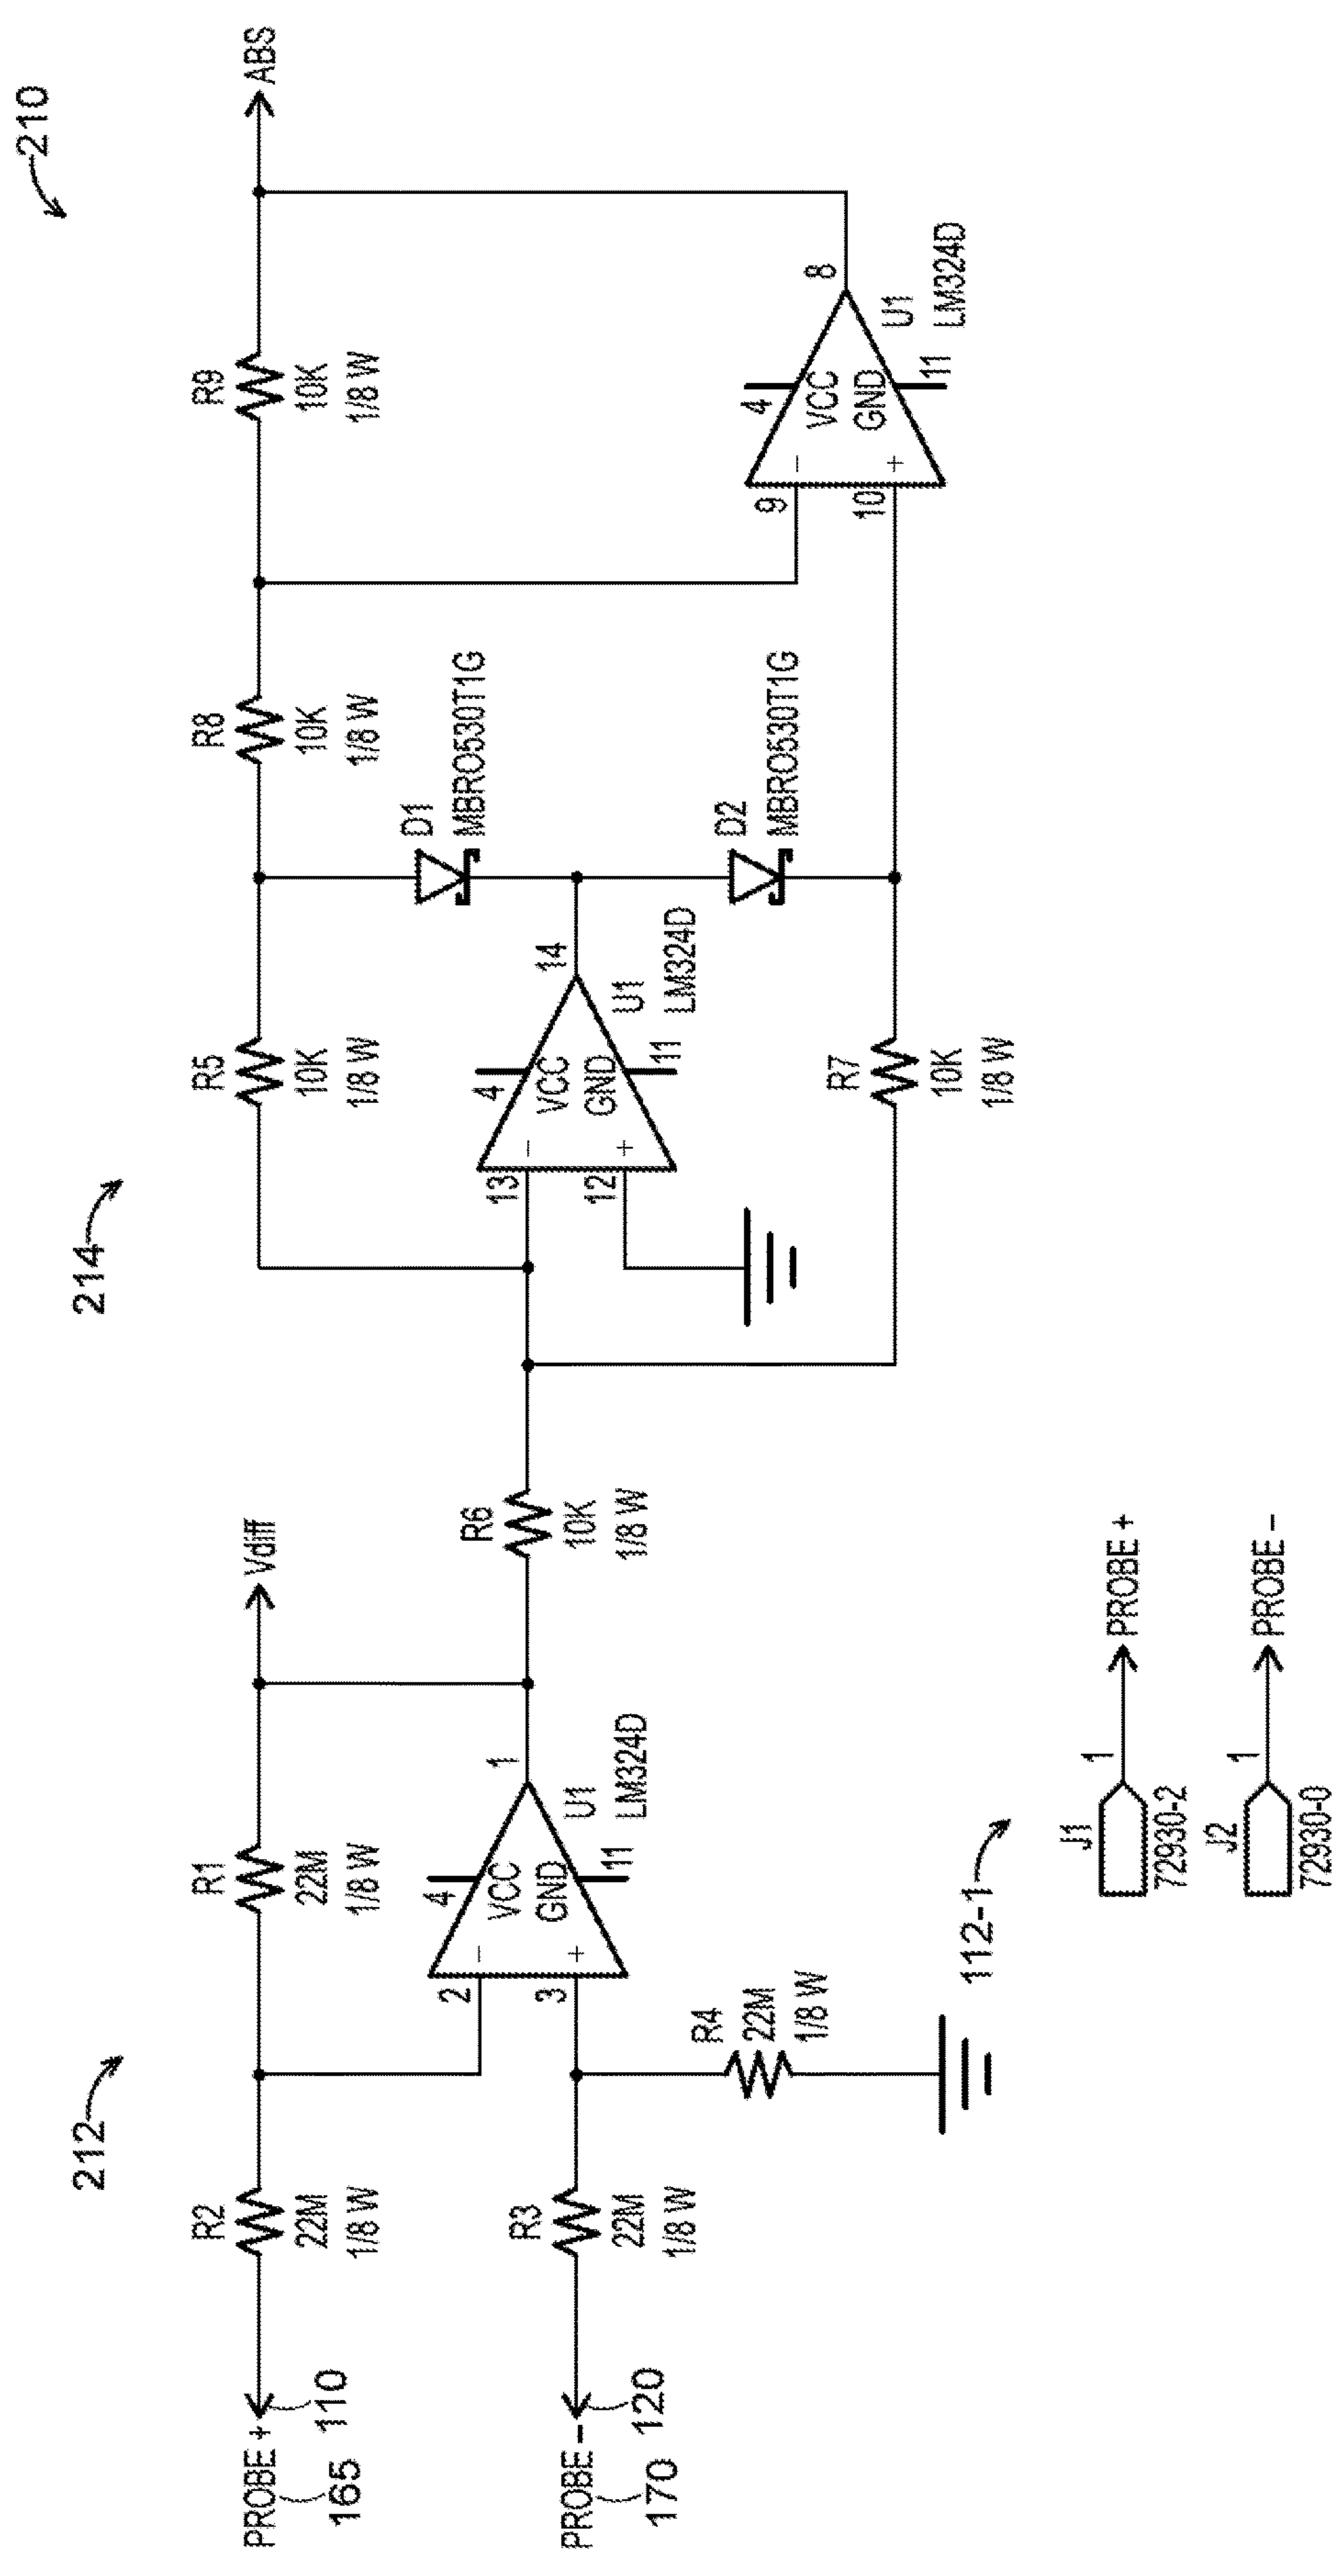 210
212
214
PROBE +
165
110
R2
22M
1/8 W
R1
22M
1/8 W
Vdiff
PROBE –
170
120
R3
22M
1/8 W
2
3
4
VCC
GND
11
–
+
1
U1
LM324D
R4
22M
1/8 W
R6
10K
1/8 W
R5
10K
1/8 W
13
12
4
VCC
GND
11
–
+
14
U1
LM324D
D1
MBRO530T1G
D2
MBRO530T1G
R7
10K
1/8 W
R8
10K
1/8 W
R9
10K
1/8 W
9
10
4
VCC
GND
11
–
+
8
U1
LM324D
ABS
112-1
J1
72930-2
1
PROBE +
J2
72930-0
1
PROBE –